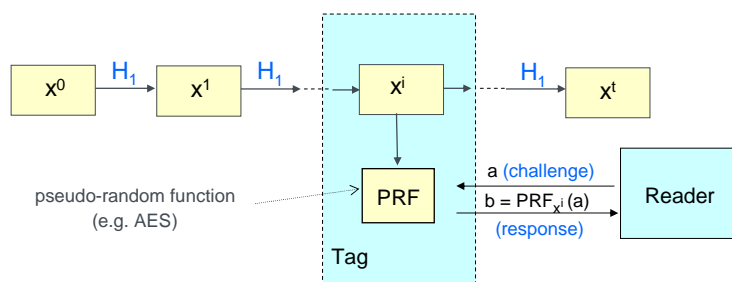 H₁ H₁ H₁
x⁰ x¹ xⁱ xᵗ
a (challenge)
pseudo-random function
(e.g. AES)
PRF
b = PRFₓⁱ(a)
Reader
(response)
Tag